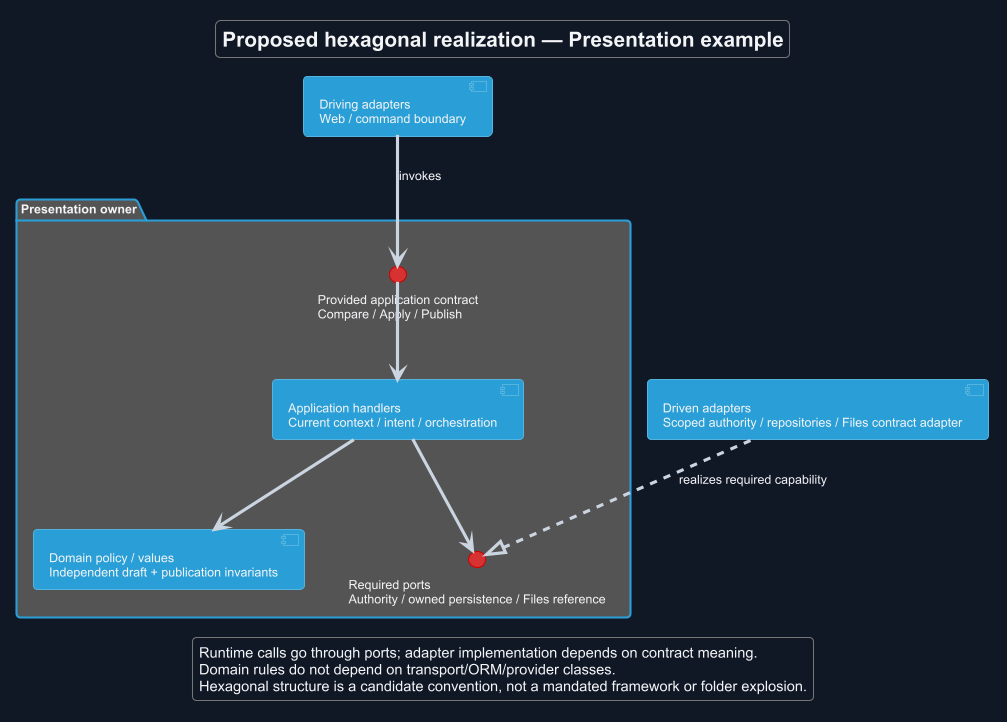 Proposed hexagonal realization — Presentation example
Driving adapters
Web / command boundary
invokes
Presentation owner
Provided application contract
Compare / Apply / Publish
Application handlers
Current context / intent / orchestration
Driven adapters
Scoped authority / repositories / Files contract adapter
realizes required capability
Domain policy / values
Independent draft + publication invariants
Required ports
Authority / owned persistence / Files reference
Runtime calls go through ports; adapter implementation depends on contract meaning.
Domain rules do not depend on transport/ORM/provider classes.
Hexagonal structure is a candidate convention, not a mandated framework or folder explosion.